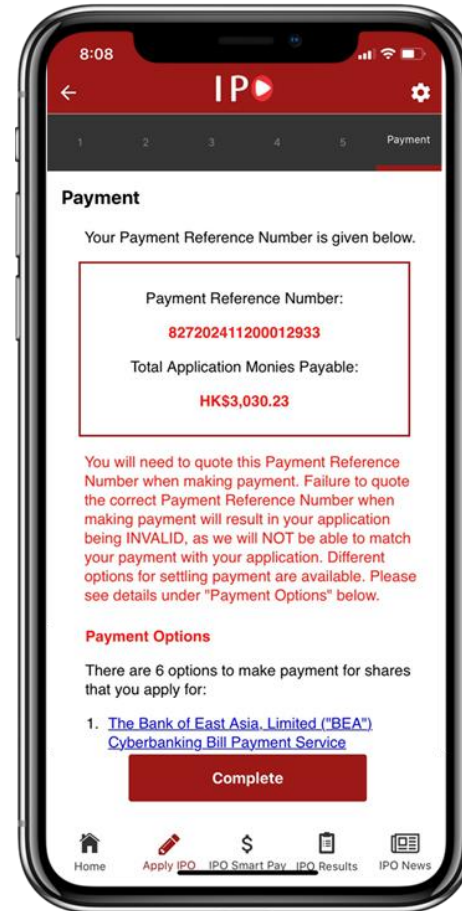 8:08
IPO
1 2 3 4 5 Payment
Payment
Your Payment Reference Number is given below.
Payment Reference Number:
827202411200012933
Total Application Monies Payable:
HK$3,030.23
You will need to quote this Payment Reference
Number when making payment. Failure to quote
the correct Payment Reference Number when
making payment will result in your application
being INVALID, as we will NOT be able to match
your payment with your application. Different
options for settling payment are available. Please
see details under "Payment Options" below.
Payment Options
There are 6 options to make payment for shares
that you apply for:
1. The Bank of East Asia, Limited ("BEA")
Cyberbanking Bill Payment Service
Complete
Home Apply IPO IPO Smart Pay IPO Results IPO News